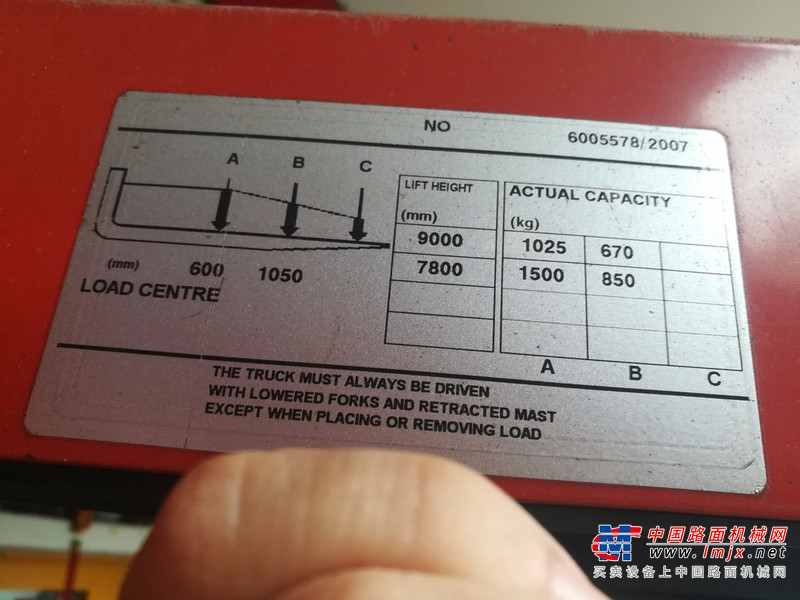 NO 6005578/2007
A B C
(mm) 600 1050
LOAD CENTRE
LIFT HEIGHT
(mm)
9000
7800
ACTUAL CAPACITY
(kg)
1025 670
1500 850
A B C
THE TRUCK MUST ALWAYS BE DRIVEN
WITH LOWERED FORKS AND RETRACTED MAST
EXCEPT WHEN PLACING OR REMOVING LOAD
中国路面机械网
www.lmjx.net
买卖设备上中国路面机械网